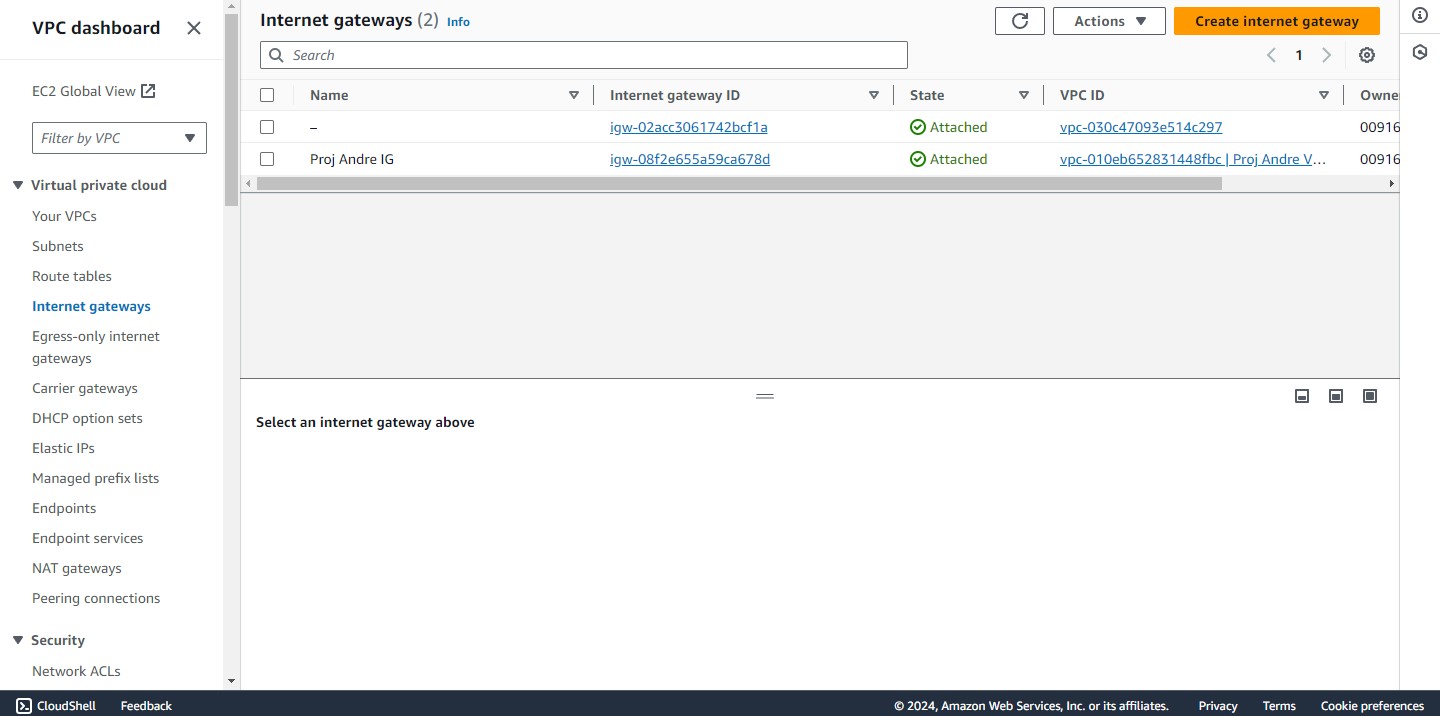 VPC dashboard
EC2 Global View
Filter by VPC
Virtual private cloud
Your VPCs
Subnets
Route tables
Internet gateways
Egress-only internet
gateways
Carrier gateways
DHCP option sets
Elastic IPs
Managed prefix lists
Endpoints
Endpoint services
NAT gateways
Peering connections
Security
Network ACLs
Internet gateways (2) Info
Actions
Create internet gateway
Search
1
Name Internet gateway ID State VPC ID Owne
– igw-02acc3061742bcf1a Attached vpc-030c47093e514c297 00916
Proj Andre IG igw-08f2e655a59ca678d Attached vpc-010eb652831448fbc | Proj Andre V... 00916
Select an internet gateway above
CloudShell Feedback © 2024, Amazon Web Services, Inc. or its affiliates. Privacy Terms Cookie preferences